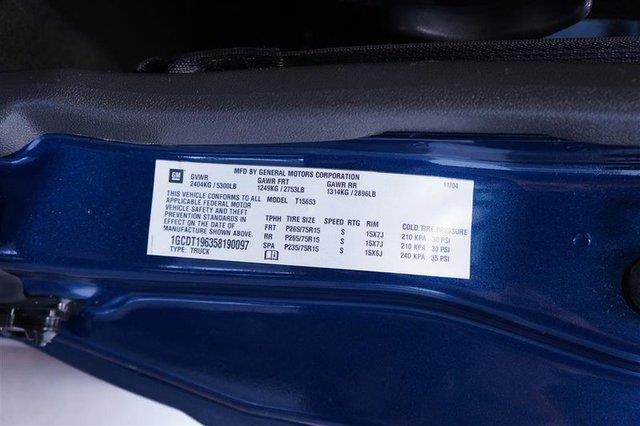 MFD BY GENERAL MOTORS CORPORATION 11/04
GM GVWR GAWR FRT GAWR RR
2404KG / 5300LB 1249KG / 2753LB 1314KG / 2896LB
THIS VEHICLE CONFORMS TO ALL MODEL T15653
APPLICABLE FEDERAL MOTOR
VEHICLE SAFETY AND THEFT
PREVENTION STANDARDS
IN EFFECT ON THE DATE OF
MANUFACTURE SHOWN ABOVE
1GCDT196358190097
TYPE: TRUCK
TPHH TIRE SIZE SPEED RTG RIM COLD TIRE PRESSURE
FRT P265/75R15 S 15X7J 210 KPA 30 PSI
RR P265/75R15 S 15X7J 210 KPA 30 PSI
SPA P235/75R15 S 15X6J 240 KPA 35 PSI